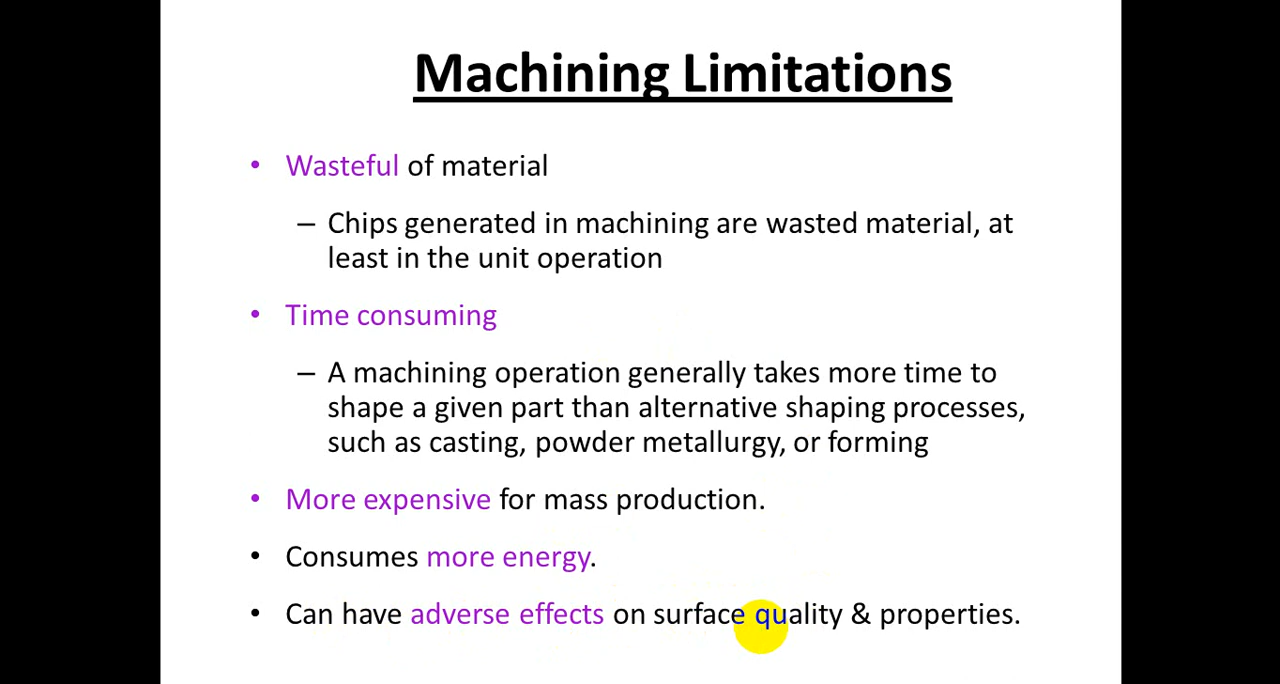 Machining Limitations
• Wasteful of material
– Chips generated in machining are wasted material, at
least in the unit operation
• Time consuming
– A machining operation generally takes more time to
shape a given part than alternative shaping processes,
such as casting, powder metallurgy, or forming
• More expensive for mass production.
• Consumes more energy.
• Can have adverse effects on surface quality & properties.